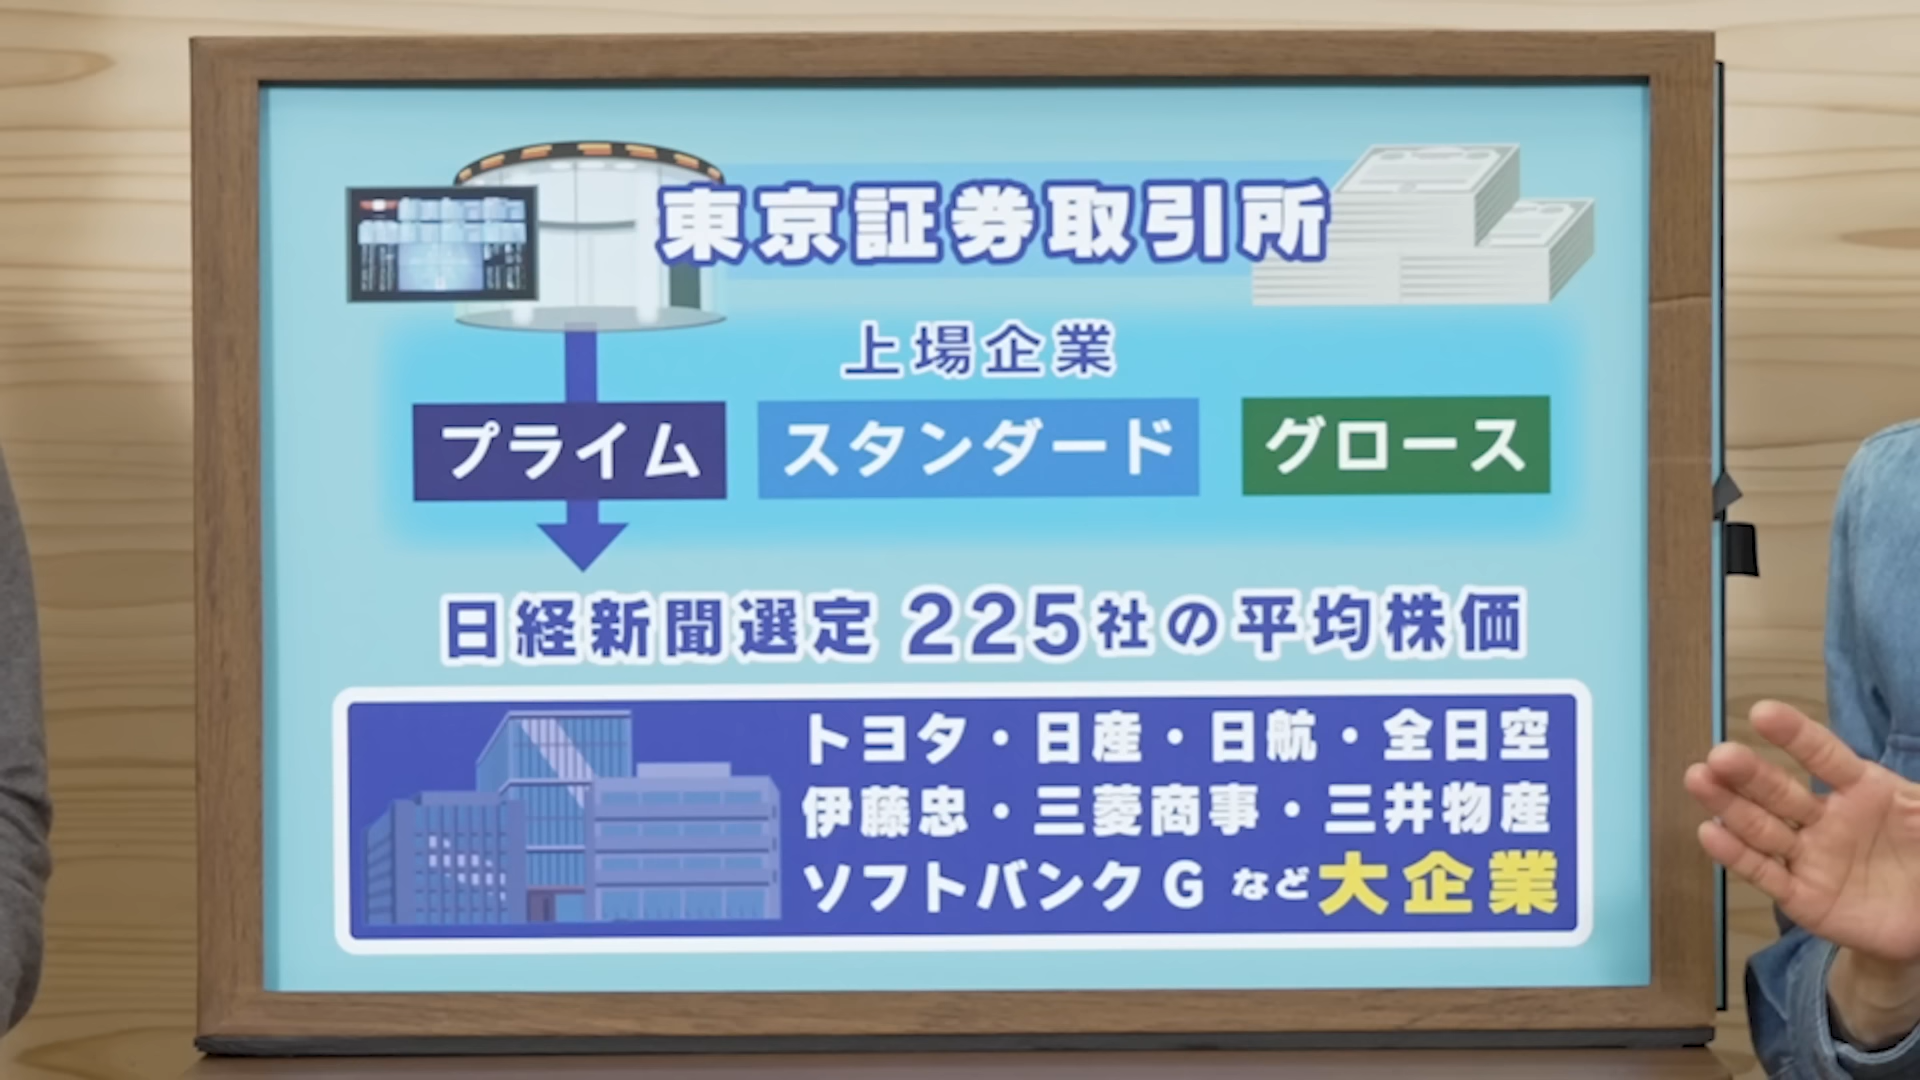 東京証券取引所
上場企業
プライム スタンダード グロース
日経新聞選定 225社の平均株価
トヨタ・日産・日航・全日空
伊藤忠・三菱商事・三井物産
ソフトバンクG など大企業